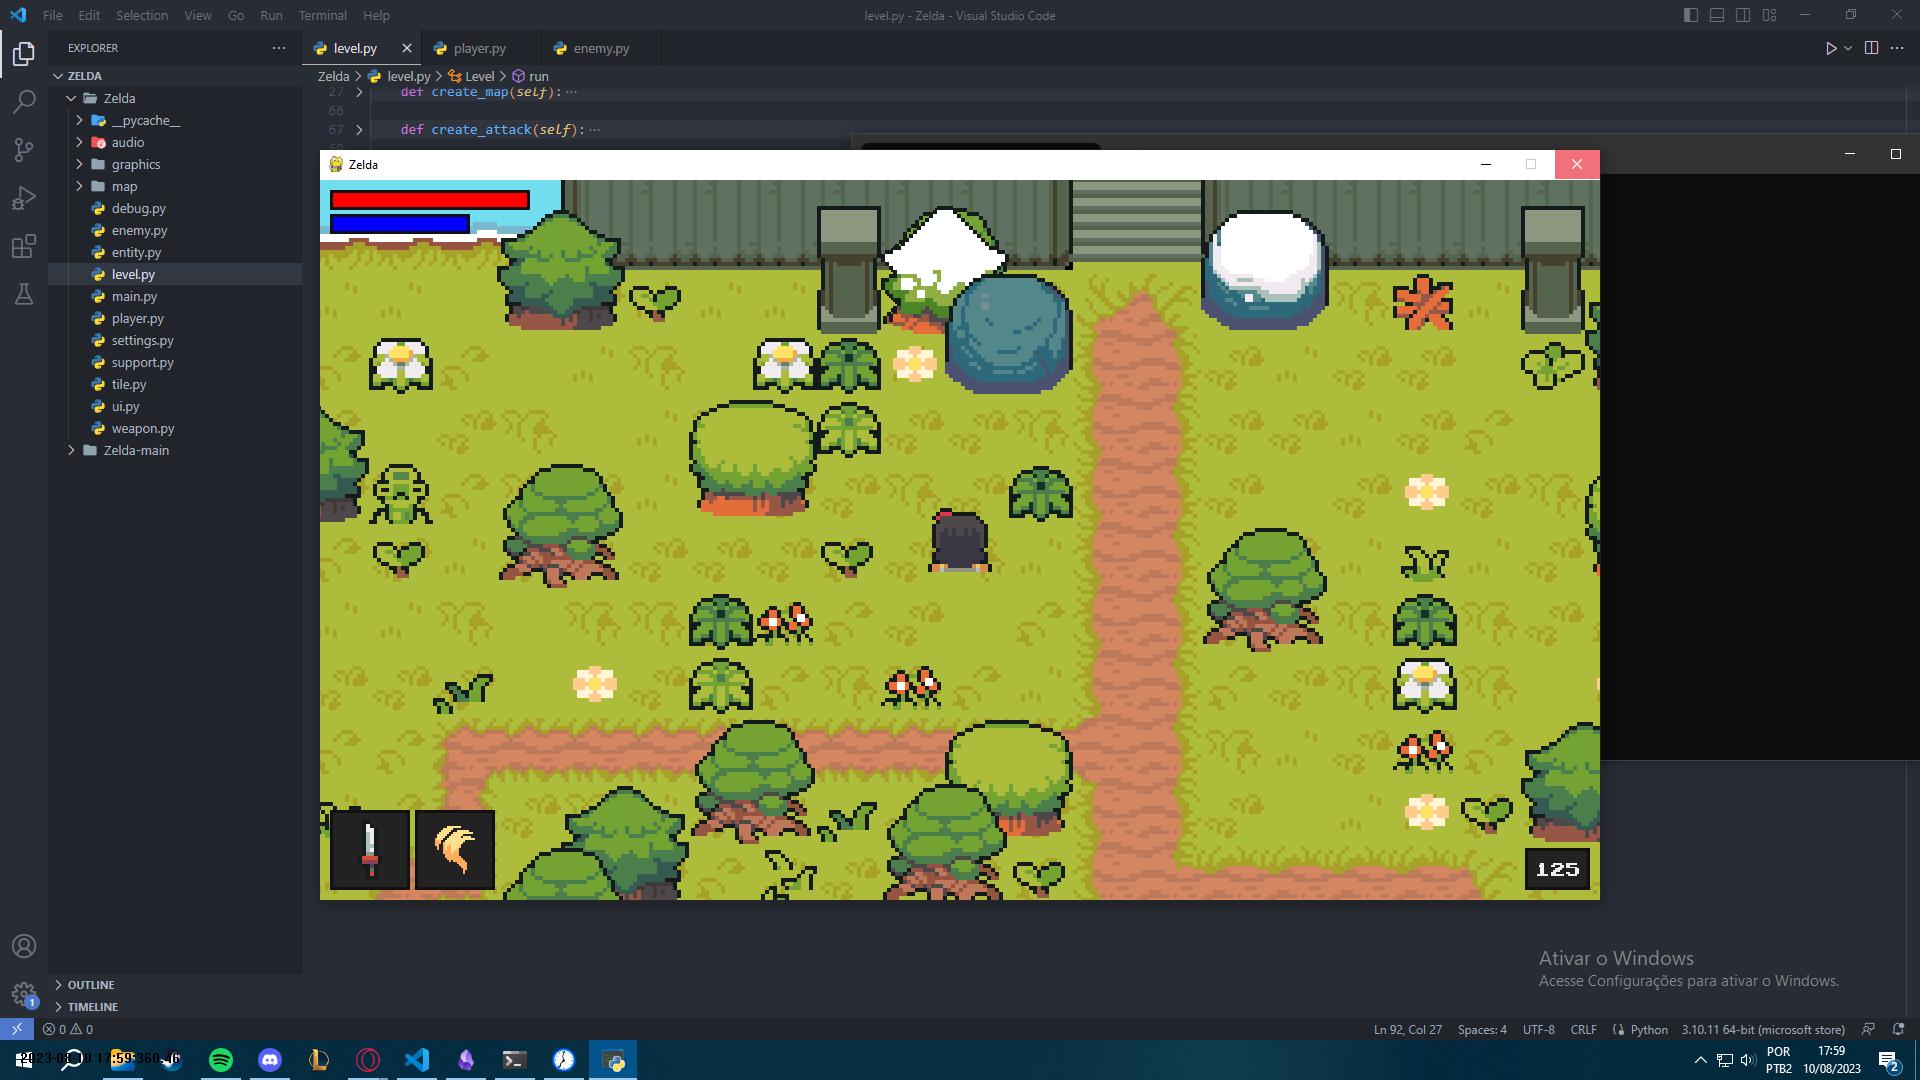 File Edit Selection View Go Run Terminal Help
level.py - Zelda - Visual Studio Code
EXPLORER
level.py
player.py
enemy.py
ZELDA
Zelda > level.py > Level > run
Zelda
27 def create_map(self):···
__pycache__
66
audio
67 def create_attack(self):···
graphics
map
debug.py
enemy.py
entity.py
level.py
main.py
player.py
settings.py
support.py
tile.py
ui.py
weapon.py
Zelda-main
Zelda
125
OUTLINE
TIMELINE
Ativar o Windows
Acesse Configurações para ativar o Windows.
1
0 0
Ln 92, Col 27 Spaces: 4 UTF-8 CRLF Python 3.10.11 64-bit (microsoft store)
POR
PTB2
17:59
10/08/2023
2